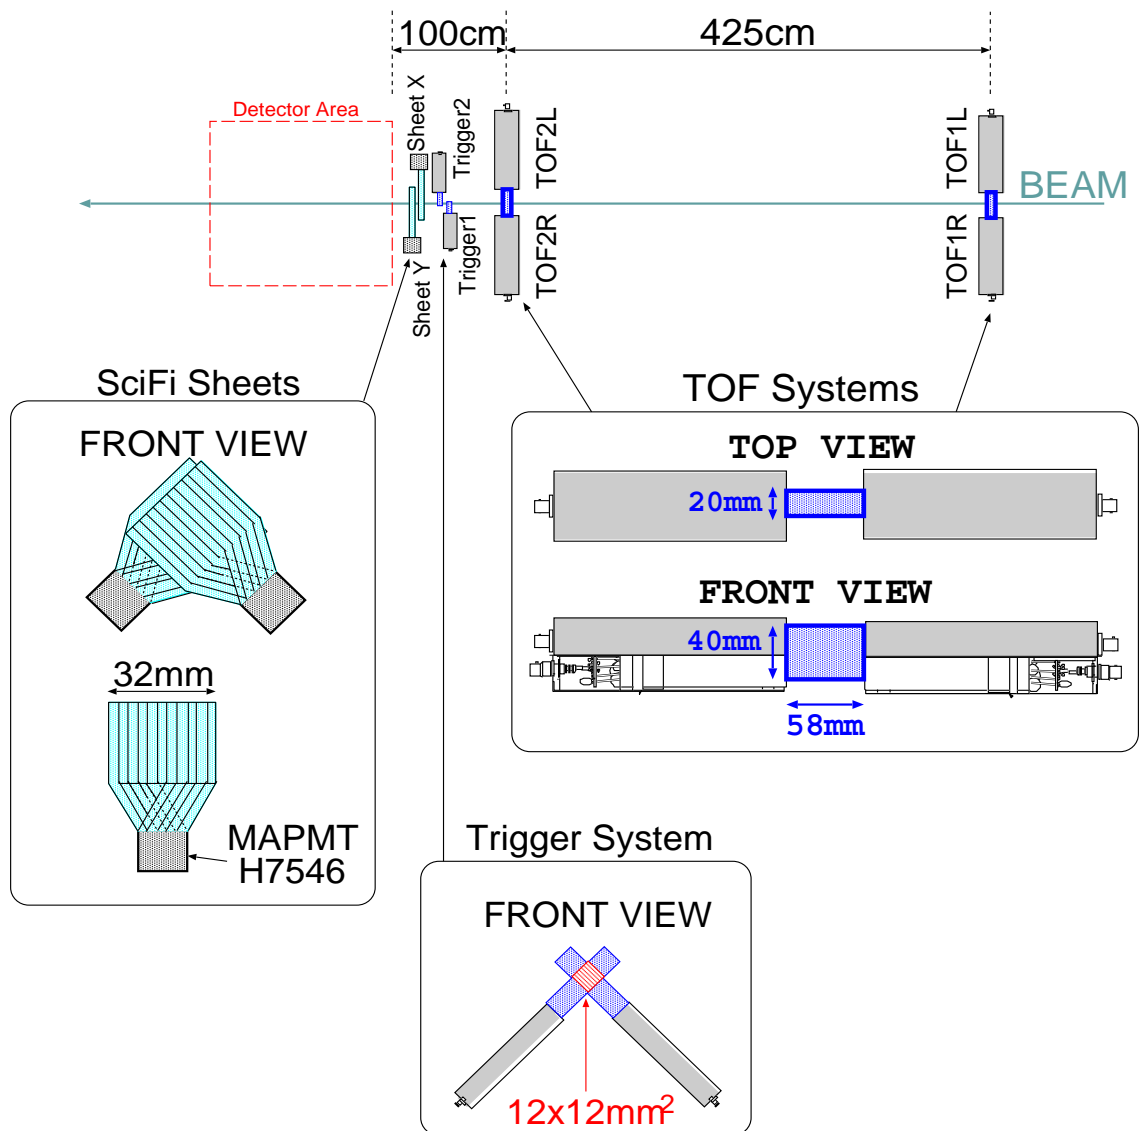 100cm
425cm
Detector Area
Sheet X
Trigger2
TOF2L
TOF1L
BEAM
Sheet Y
Trigger1
TOF2R
TOF1R
SciFi Sheets
FRONT VIEW
32mm
MAPMT
H7546
TOF Systems
TOP VIEW
20mm
FRONT VIEW
40mm
58mm
Trigger System
FRONT VIEW
12x12mm²